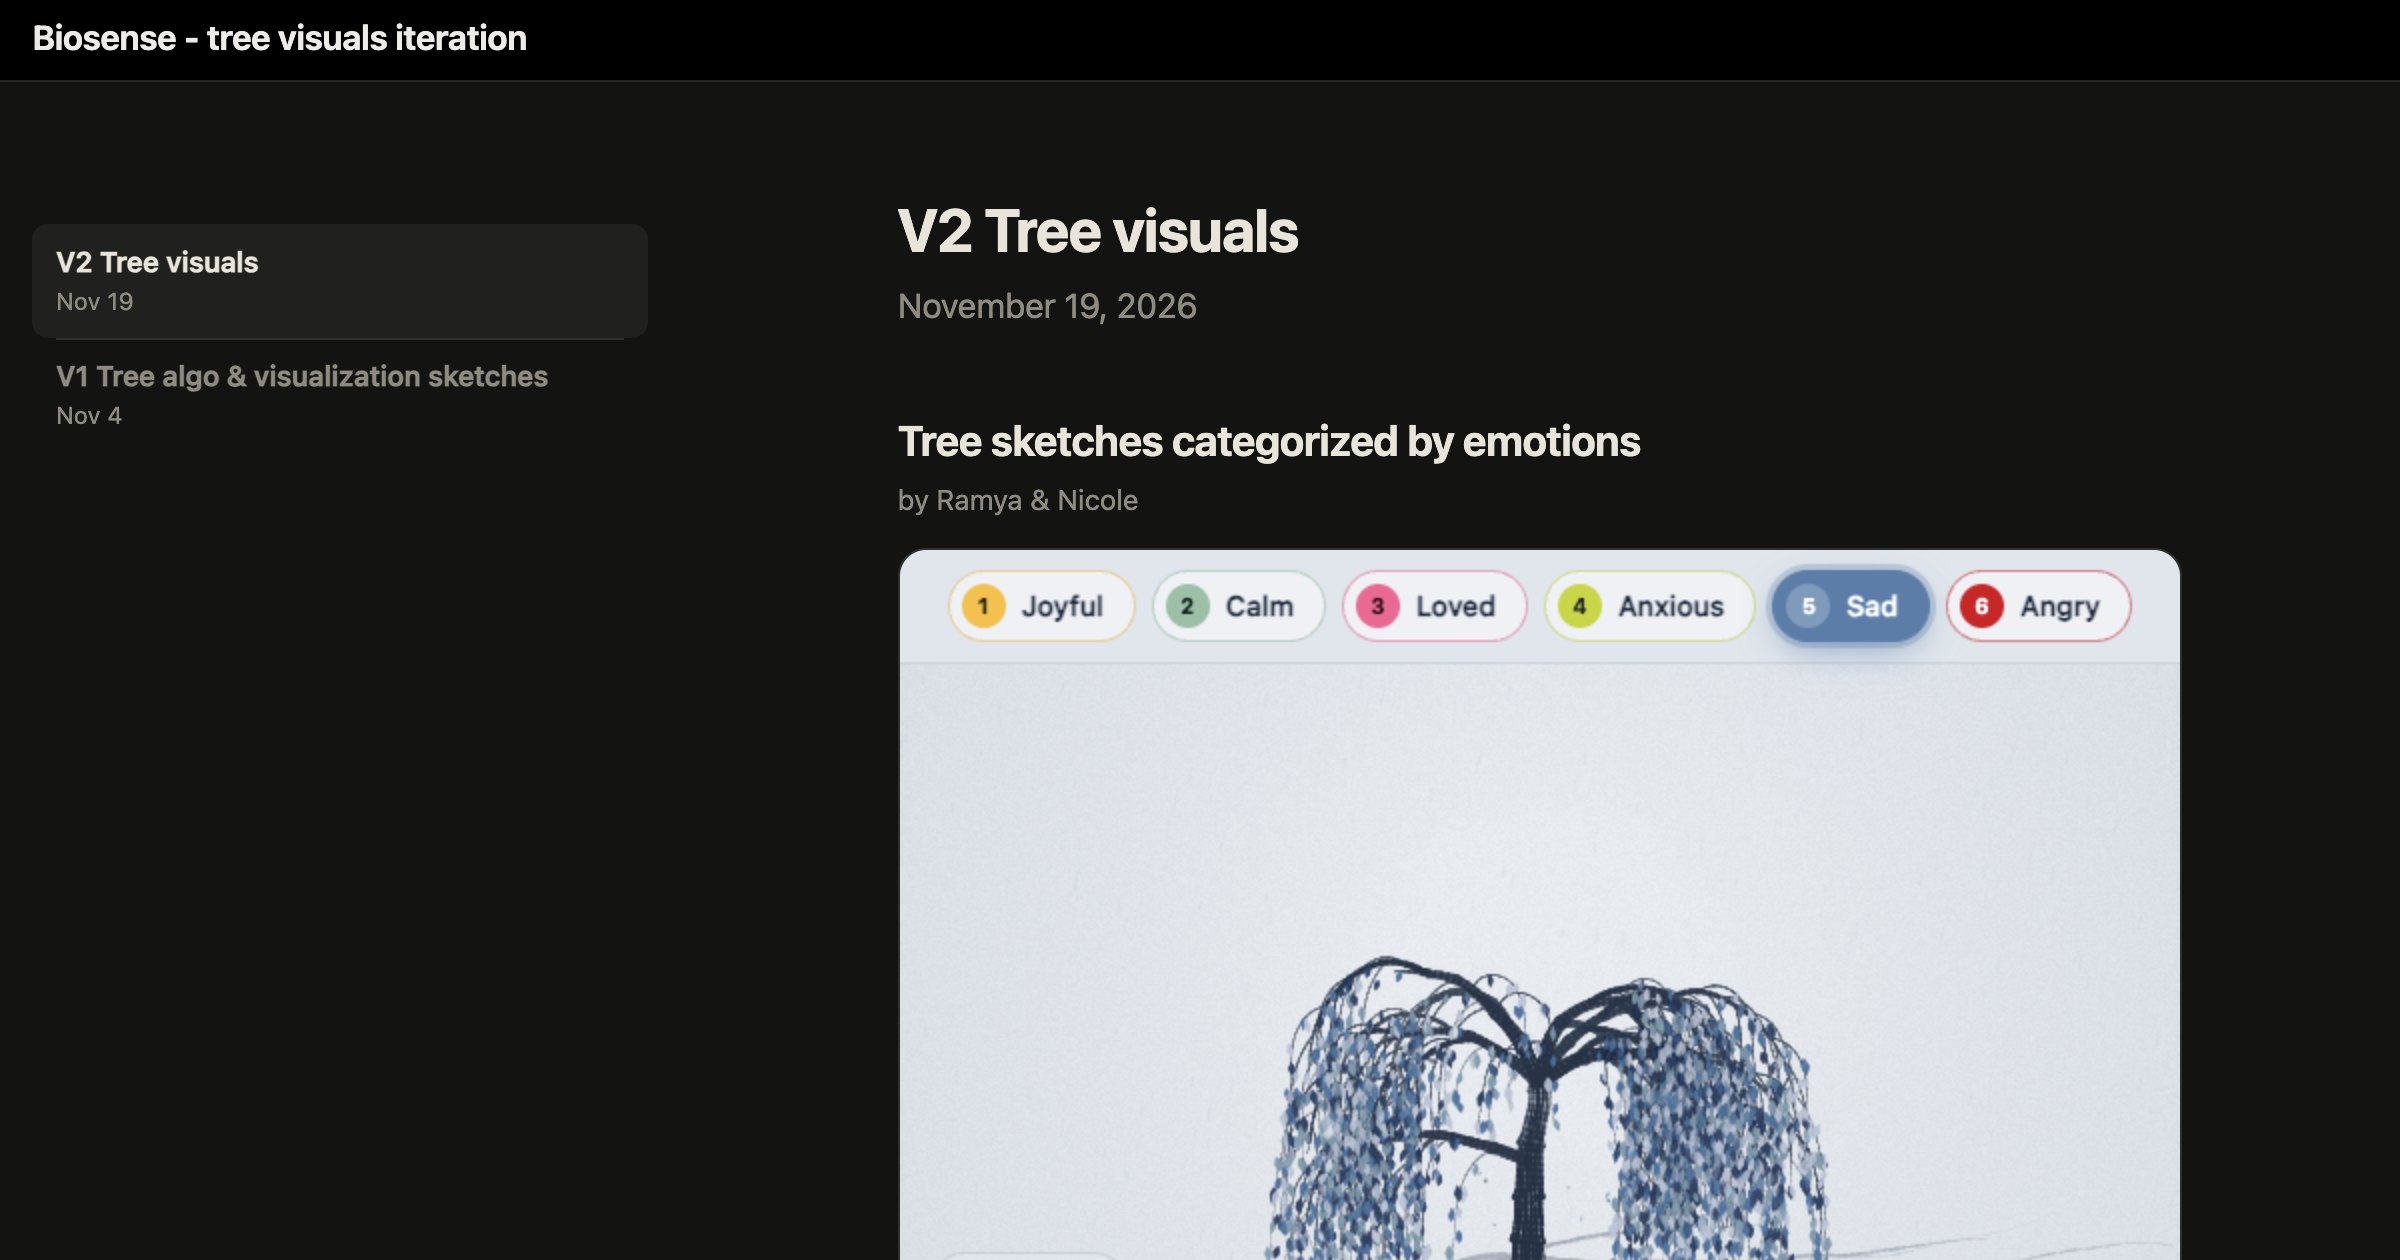 Biosense - tree visuals iteration
V2 Tree visuals
Nov 19
V1 Tree algo & visualization sketches
Nov 4
V2 Tree visuals
November 19, 2026
Tree sketches categorized by emotions
by Ramya & Nicole
1 Joyful 2 Calm 3 Loved 4 Anxious 5 Sad 6 Angry